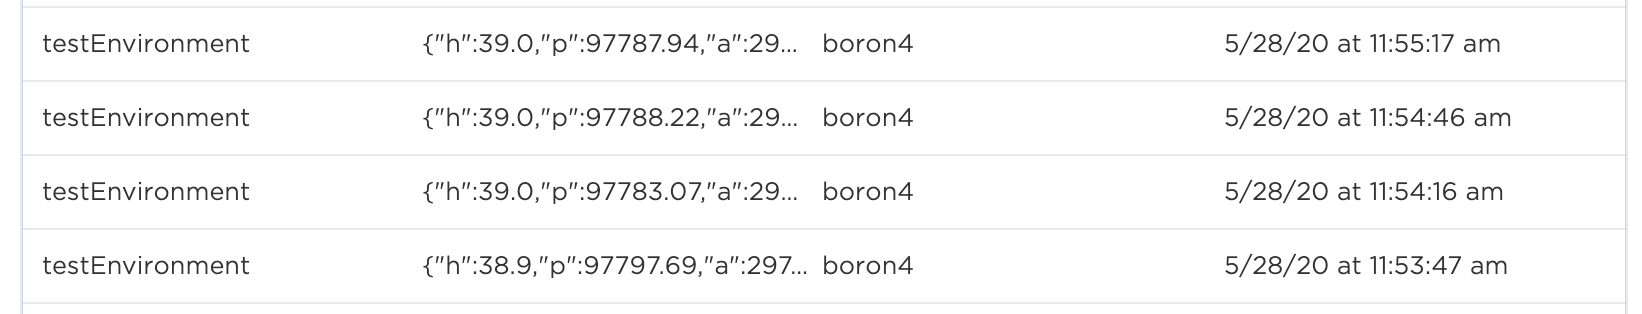 testEnvironment {"h":39.0,"p":97787.94,"a":29... boron4 5/28/20 at 11:55:17 am
testEnvironment {"h":39.0,"p":97788.22,"a":29... boron4 5/28/20 at 11:54:46 am
testEnvironment {"h":39.0,"p":97783.07,"a":29... boron4 5/28/20 at 11:54:16 am
testEnvironment {"h":38.9,"p":97797.69,"a":297... boron4 5/28/20 at 11:53:47 am